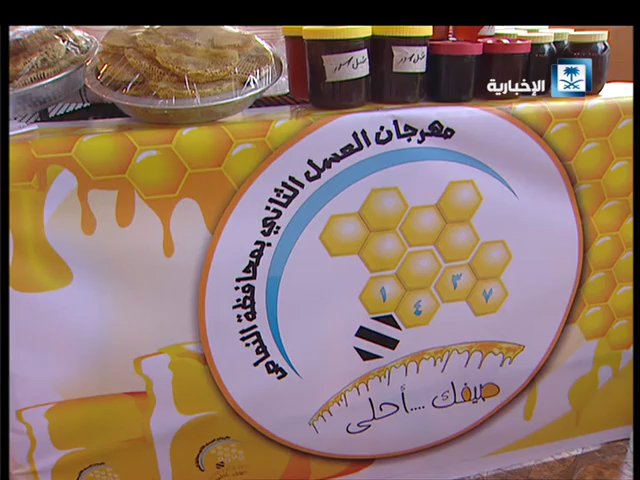 الإخبارية
مهرجان العسل الثاني بمحافظة النماص
١٤٣٧
صيفك .... أحلى